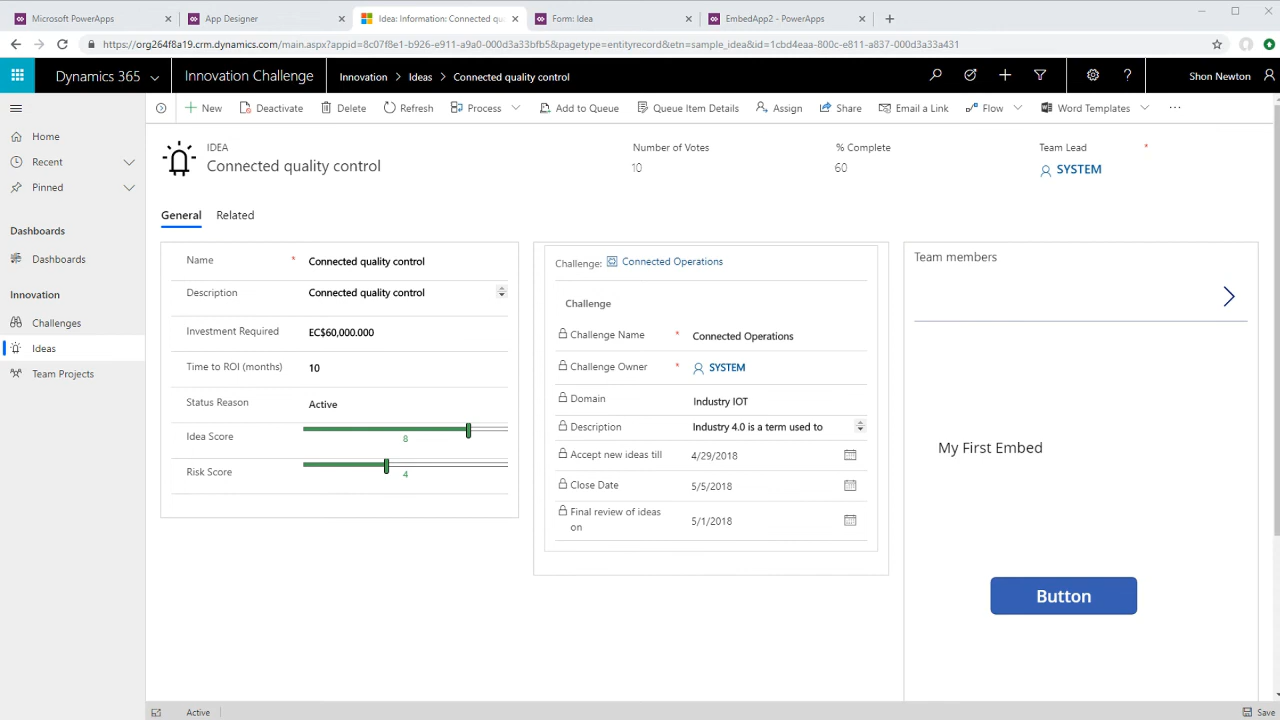 Microsoft PowerApps
App Designer
Idea: Information: Connected qu
Form: Idea
EmbedApp2 - PowerApps
https://org264f8a19.crm.dynamics.com/main.aspx?appid=8c07f8e1-b926-e911-a9a0-000d3a33bfb5&pagetype=entityrecord&etn=sample_idea&id=1cbd4eaa-800c-e811-a837-000d3a33a431
Dynamics 365
Innovation Challenge
Innovation > Ideas > Connected quality control
Shon Newton
New
Deactivate
Delete
Refresh
Process
Add to Queue
Queue Item Details
Assign
Share
Email a Link
Flow
Word Templates
Home
Recent
Pinned
Dashboards
Dashboards
Innovation
Challenges
Ideas
Team Projects
IDEA
Connected quality control
Number of Votes
10
% Complete
60
Team Lead *
SYSTEM
General
Related
Name * Connected quality control
Description Connected quality control
Investment Required EC$60,000.000
Time to ROI (months) 10
Status Reason Active
Idea Score 8
Risk Score 4
Challenge: Connected Operations
Challenge
Challenge Name * Connected Operations
Challenge Owner * SYSTEM
Domain Industry IOT
Description Industry 4.0 is a term used to
Accept new ideas till 4/29/2018
Close Date 5/5/2018
Final review of ideas
on 5/1/2018
Team members
My First Embed
Button
Active
Save